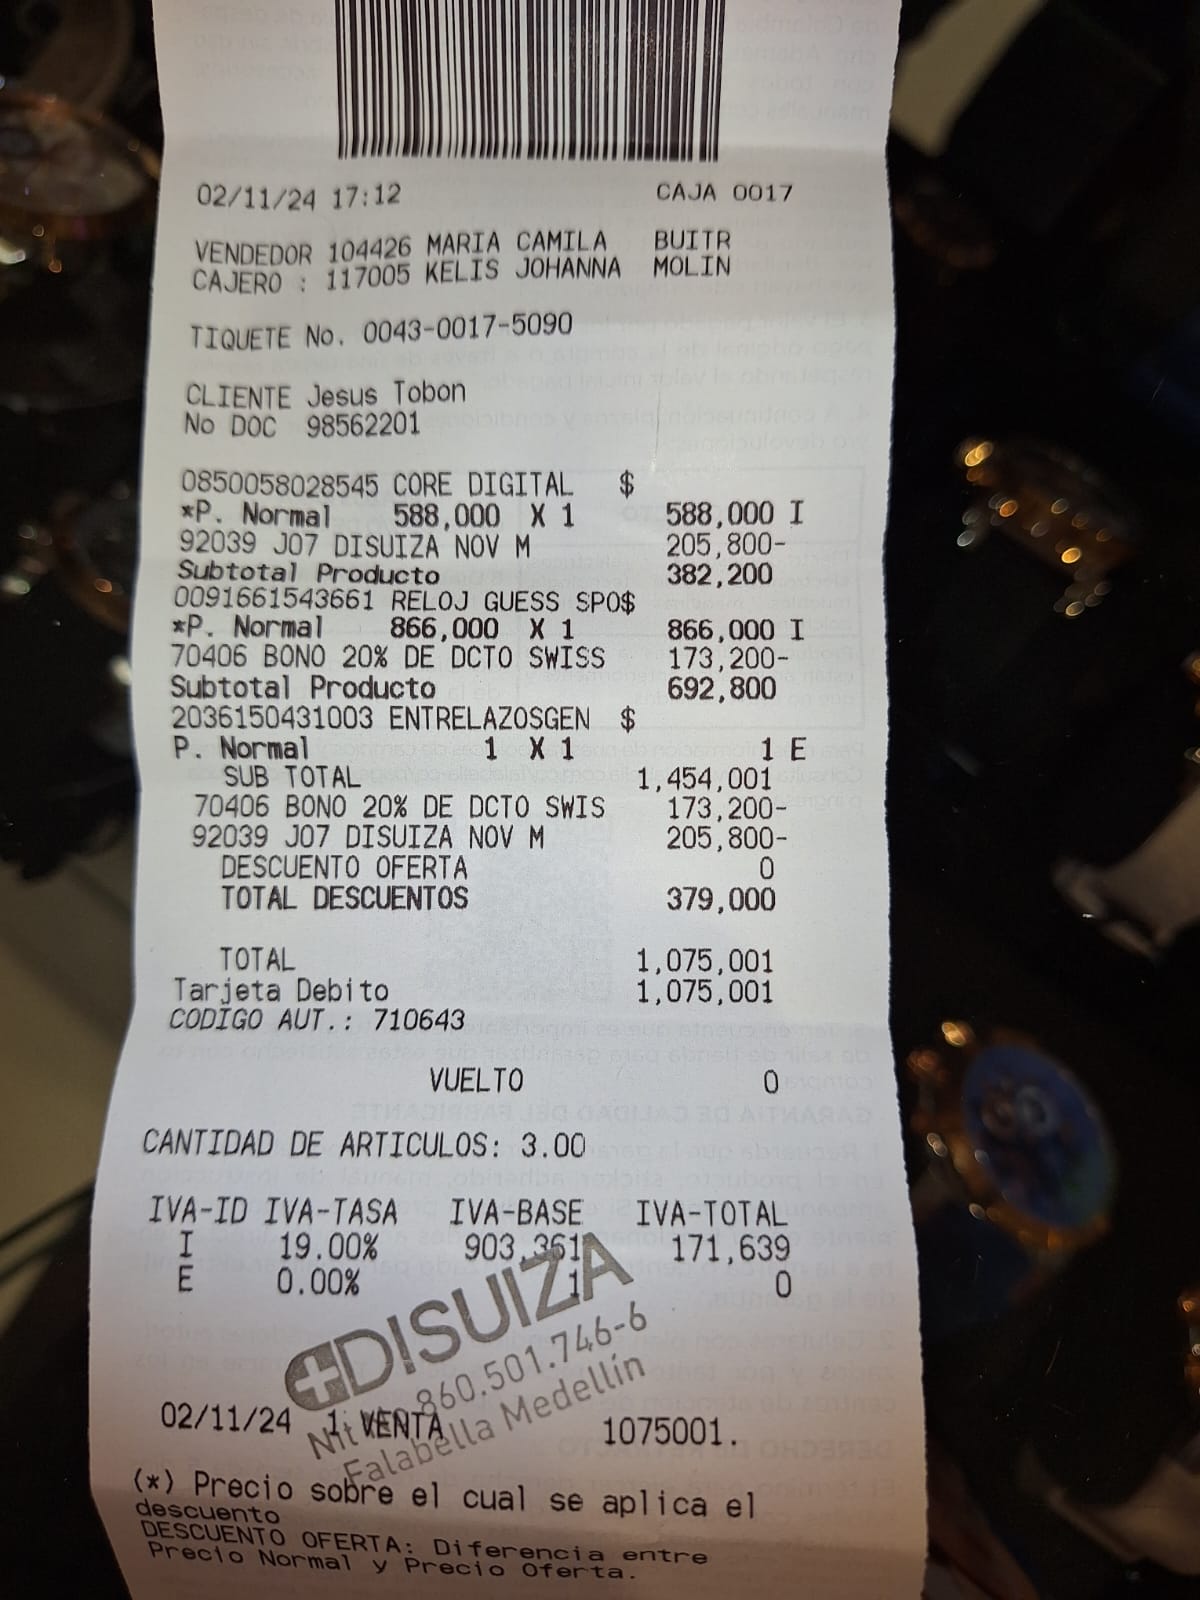 02/11/24 17:12 CAJA 0017
VENDEDOR 104426 MARIA CAMILA BUITR
CAJERO : 117005 KELIS JOHANNA MOLIN
TIQUETE No. 0043-0017-5090
CLIENTE Jesus Tobon
No DOC 98562201
0850058028545 CORE DIGITAL $
*P. Normal 588,000 X 1 588,000 I
92039 J07 DISUIZA NOV M 205,800-
Subtotal Producto 382,200
0091661543661 RELOJ GUESS SPO$
*P. Normal 866,000 X 1 866,000 I
70406 BONO 20% DE DCTO SWISS 173,200-
Subtotal Producto 692,800
2036150431003 ENTRELAZOSGEN $
P. Normal 1 X 1 1 E
SUB TOTAL 1,454,001
70406 BONO 20% DE DCTO SWIS 173,200-
92039 J07 DISUIZA NOV M 205,800-
DESCUENTO OFERTA 0
TOTAL DESCUENTOS 379,000
TOTAL 1,075,001
Tarjeta Debito 1,075,001
CODIGO AUT.: 710643
VUELTO 0
CANTIDAD DE ARTICULOS: 3.00
IVA-ID IVA-TASA IVA-BASE IVA-TOTAL
I 19.00% 903,361 171,639
E 0.00% 1 0
DISUIZA
Nit 860.501.746-6
Falabella Medellín
02/11/24 1: VENTA 1075001.
(*) Precio sobre el cual se aplica el
descuento
DESCUENTO OFERTA: Diferencia entre
Precio Normal y Precio Oferta.